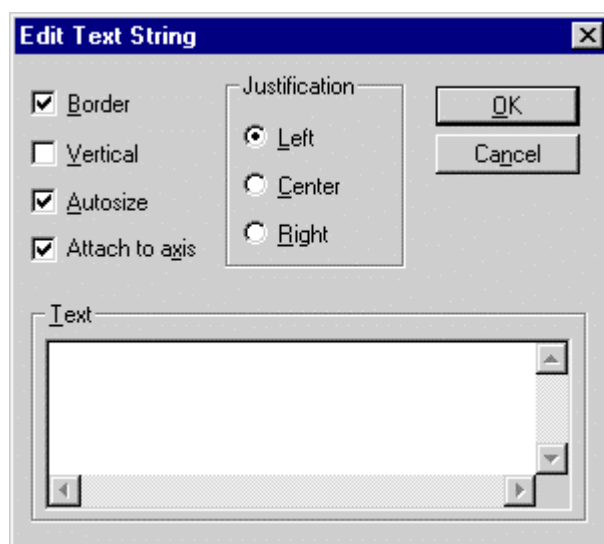 Edit Text String
Border
Vertical
Autosize
Attach to axis
Justification
Left
Center
Right
OK
Cancel
Text